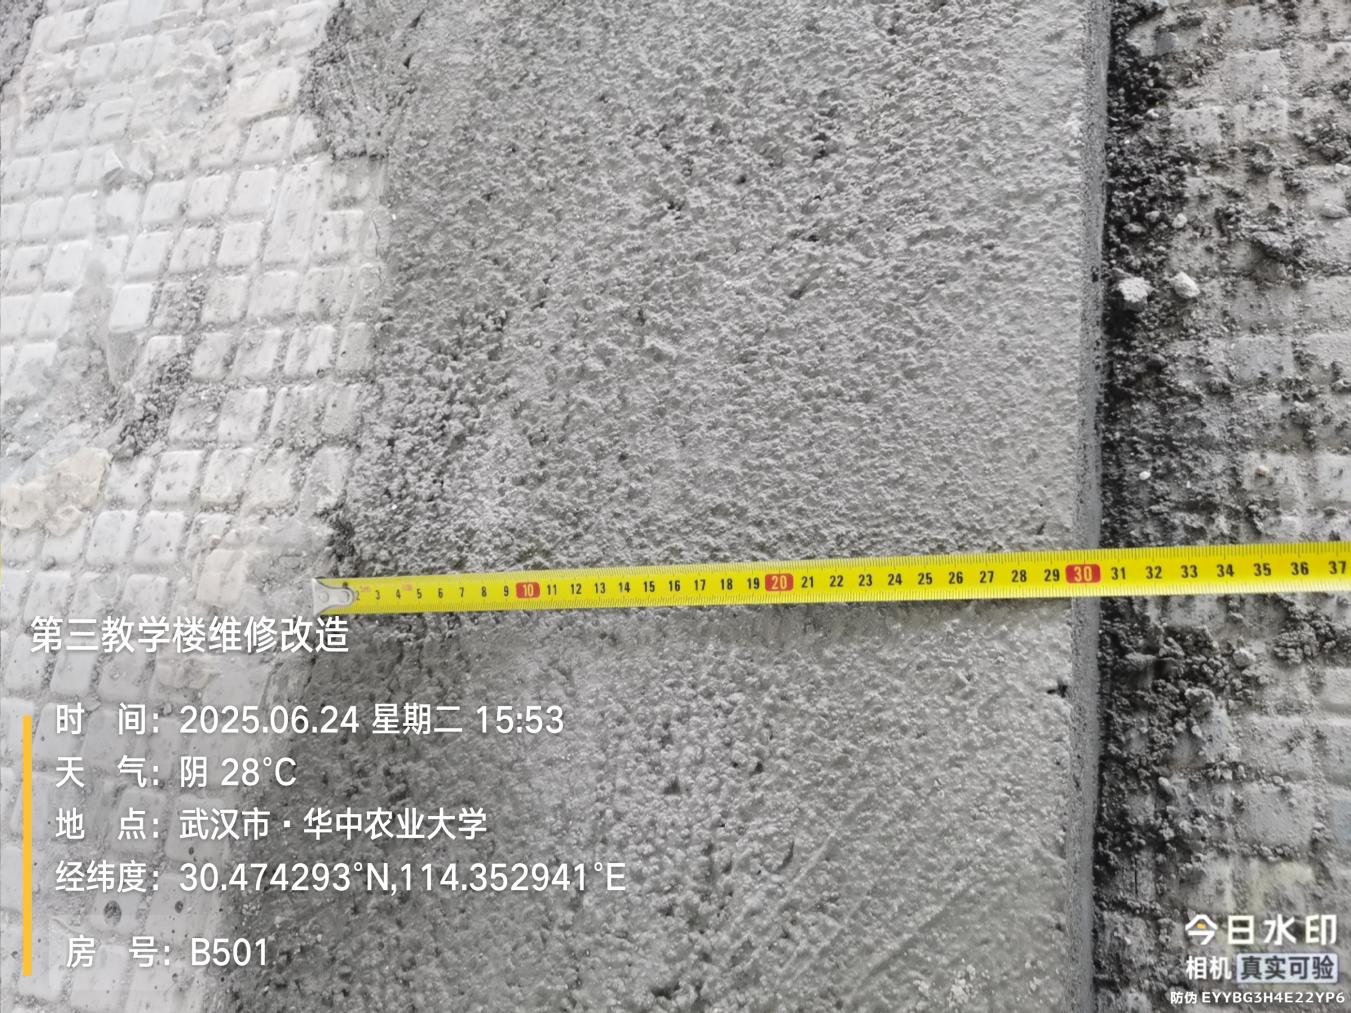 2 3 4 5 6 7 8 9 10 11 12 13 14 15 16 17 18 19 20 21 22 23 24 25 26 27 28 29 30 31 32 33 34 35 36 37
第三教学楼维修改造
时 间：2025.06.24 星期二 15:53
天 气：阴 28°C
地 点：武汉市·华中农业大学
经纬度：30.474293°N,114.352941°E
房 号：B501
今日水印
相机 真实可验
防伪 EYYBG3H4E22YP6